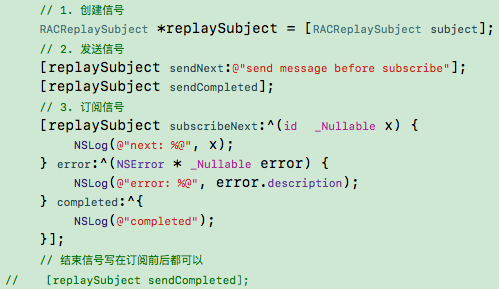 // 1. 创建信号
RACReplaySubject *replaySubject = [RACReplaySubject subject];
// 2. 发送信号
[replaySubject sendNext:@"send message before subscribe"];
[replaySubject sendCompleted];
// 3. 订阅信号
[replaySubject subscribeNext:^(id  _Nullable x) {
    NSLog(@"next: %@", x);
} error:^(NSError * _Nullable error) {
    NSLog(@"error: %@", error.description);
} completed:^{
    NSLog(@"completed");
}];
// 结束信号写在订阅前后都可以
//    [replaySubject sendCompleted];